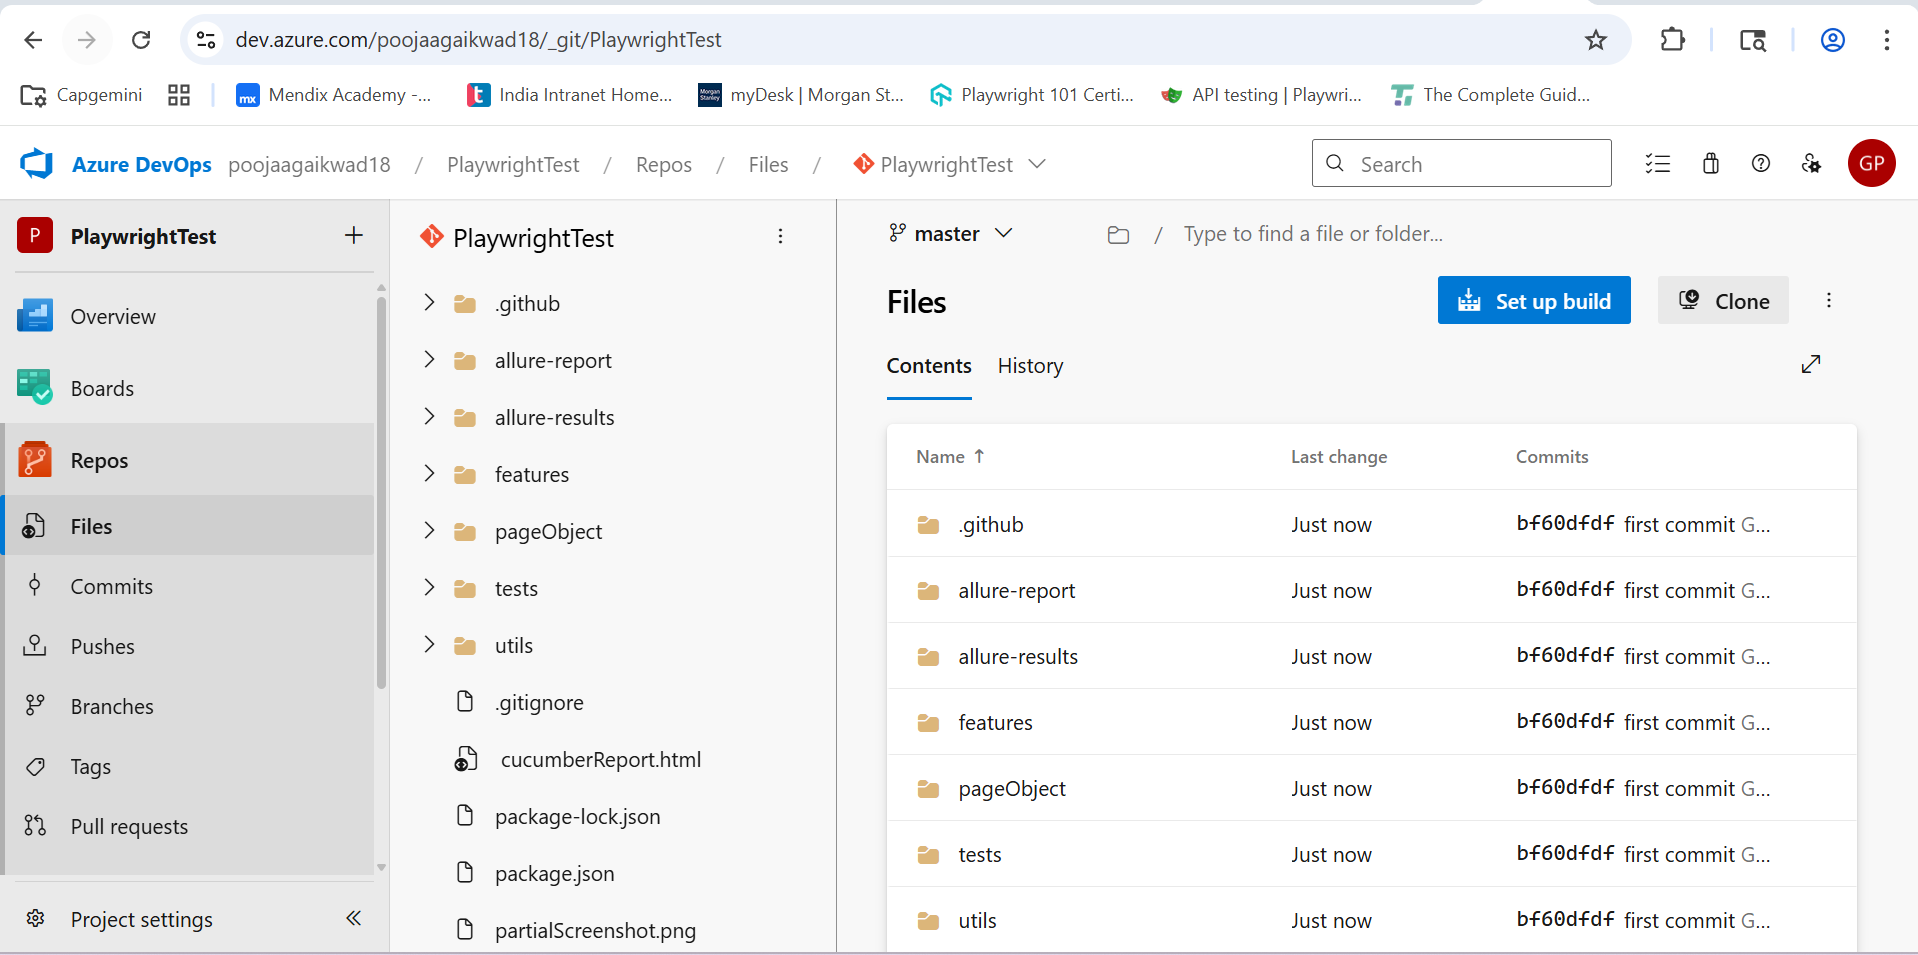 dev.azure.com/poojaagaikwad18/_git/PlaywrightTest
Capgemini
mx Mendix Academy -...
t India Intranet Home...
Morgan Stanley myDesk | Morgan St...
Playwright 101 Certi...
API testing | Playwri...
The Complete Guid...
Azure DevOps poojaagaikwad18 / PlaywrightTest / Repos / Files / PlaywrightTest
Search
GP
P PlaywrightTest
Overview
Boards
Repos
Files
Commits
Pushes
Branches
Tags
Pull requests
Project settings
PlaywrightTest
.github
allure-report
allure-results
features
pageObject
tests
utils
.gitignore
cucumberReport.html
package-lock.json
package.json
partialScreenshot.png
master / Type to find a file or folder...
Files
Set up build
Clone
Contents History
Name ↑ Last change Commits
.github Just now bf60dfdf first commit G...
allure-report Just now bf60dfdf first commit G...
allure-results Just now bf60dfdf first commit G...
features Just now bf60dfdf first commit G...
pageObject Just now bf60dfdf first commit G...
tests Just now bf60dfdf first commit G...
utils Just now bf60dfdf first commit G...